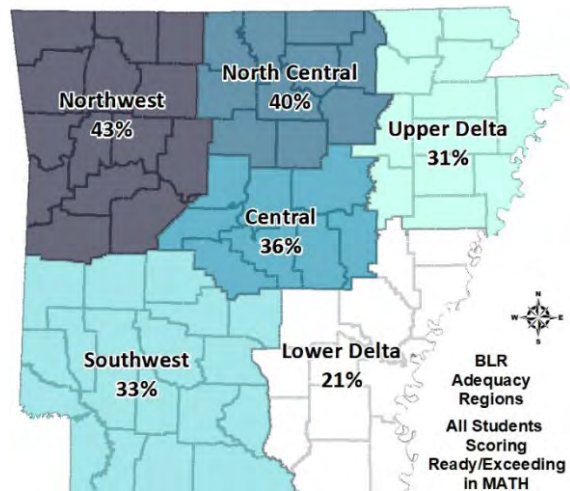 North Central
40%
Northwest
43%
Upper Delta
31%
Central
36%
Southwest
33%
Lower Delta
21%
N
W
E
S
BLR
Adequacy
Regions
All Students
Scoring
Ready/Exceeding
in MATH